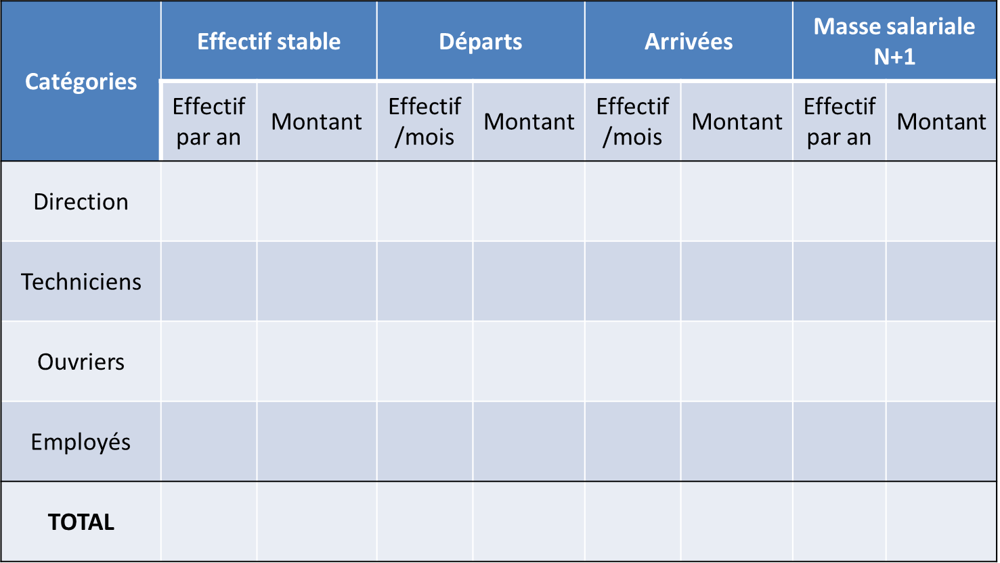 Catégories
Effectif stable
Départs
Arrivées
Masse salariale
N+1
Effectif
par an
Montant
Effectif
/mois
Montant
Effectif
/mois
Montant
Effectif
par an
Montant
Direction
Techniciens
Ouvriers
Employés
TOTAL